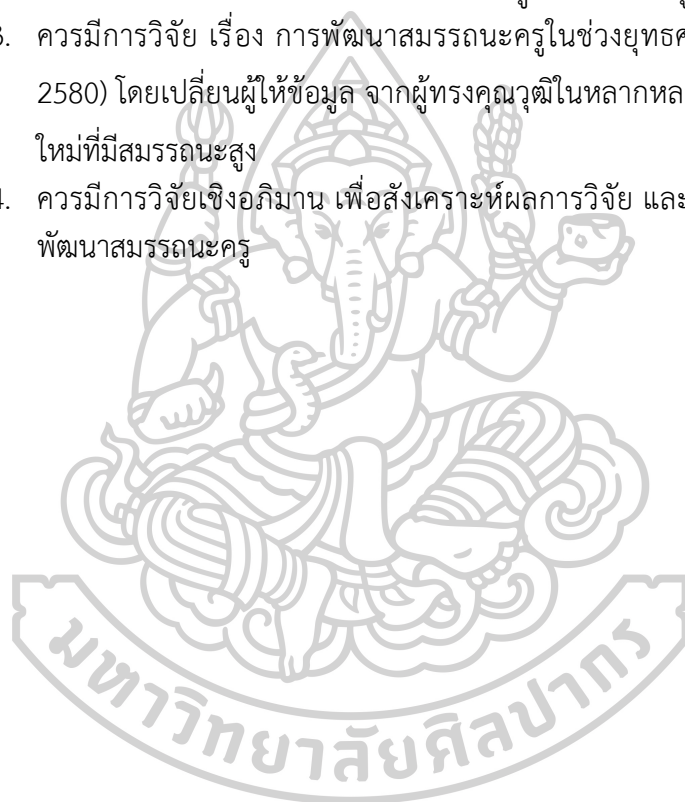 ควรมีการวิจัย เรื่อง การพัฒนาสมรรถนะครูในช่วงยุทธ
2580) โดยเปลี่ยนผู้ให้ข้อมูล จากผู้ทรงคุณวุฒิในหลากหล
ใหม่ที่มีสมรรถนะสูง
4. ควรมีการวิจัยเชิงอภิมาน เพื่อสังเคราะห์ผลการวิจัย และ
พัฒนาสมรรถนะครู
มหาวิทยาลัยศิลปากร